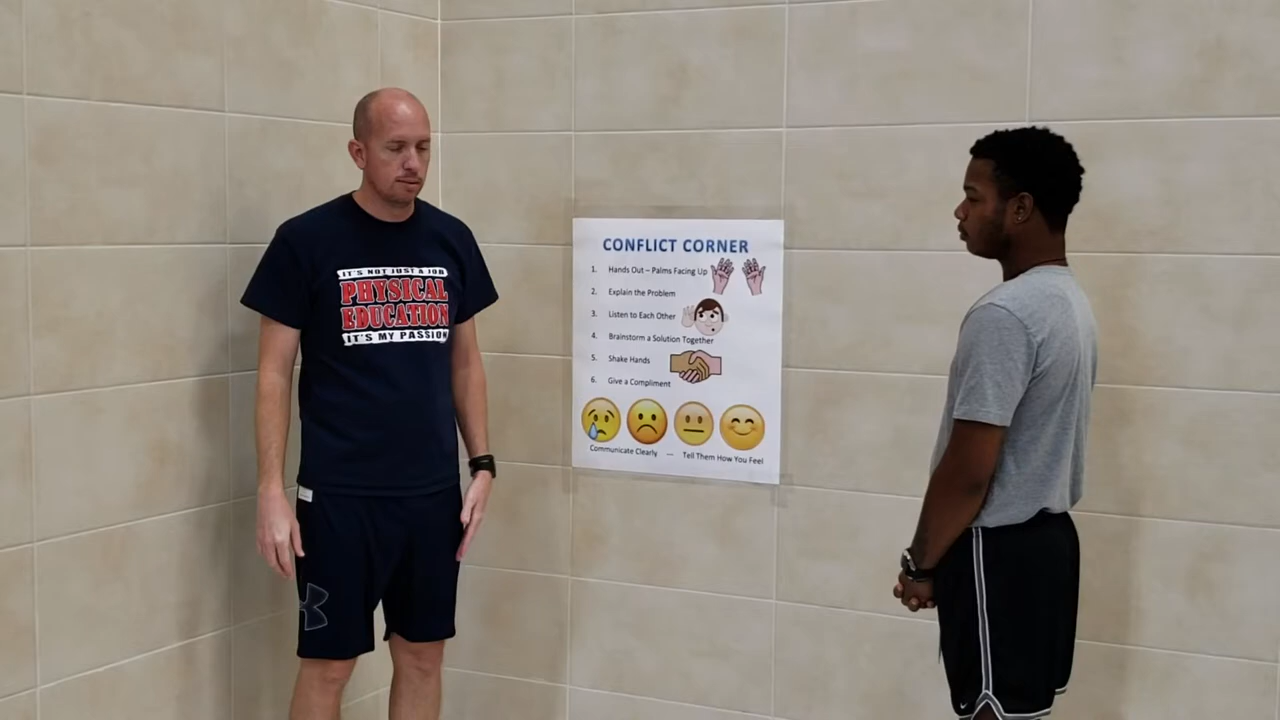 IT'S NOT JUST A JOB
PHYSICAL
EDUCATION
IT'S MY PASSION
CONFLICT CORNER
1. Hands Out – Palms Facing Up
2. Explain the Problem
3. Listen to Each Other
4. Brainstorm a Solution Together
5. Shake Hands
6. Give a Compliment
Communicate Clearly --- Tell Them How You Feel